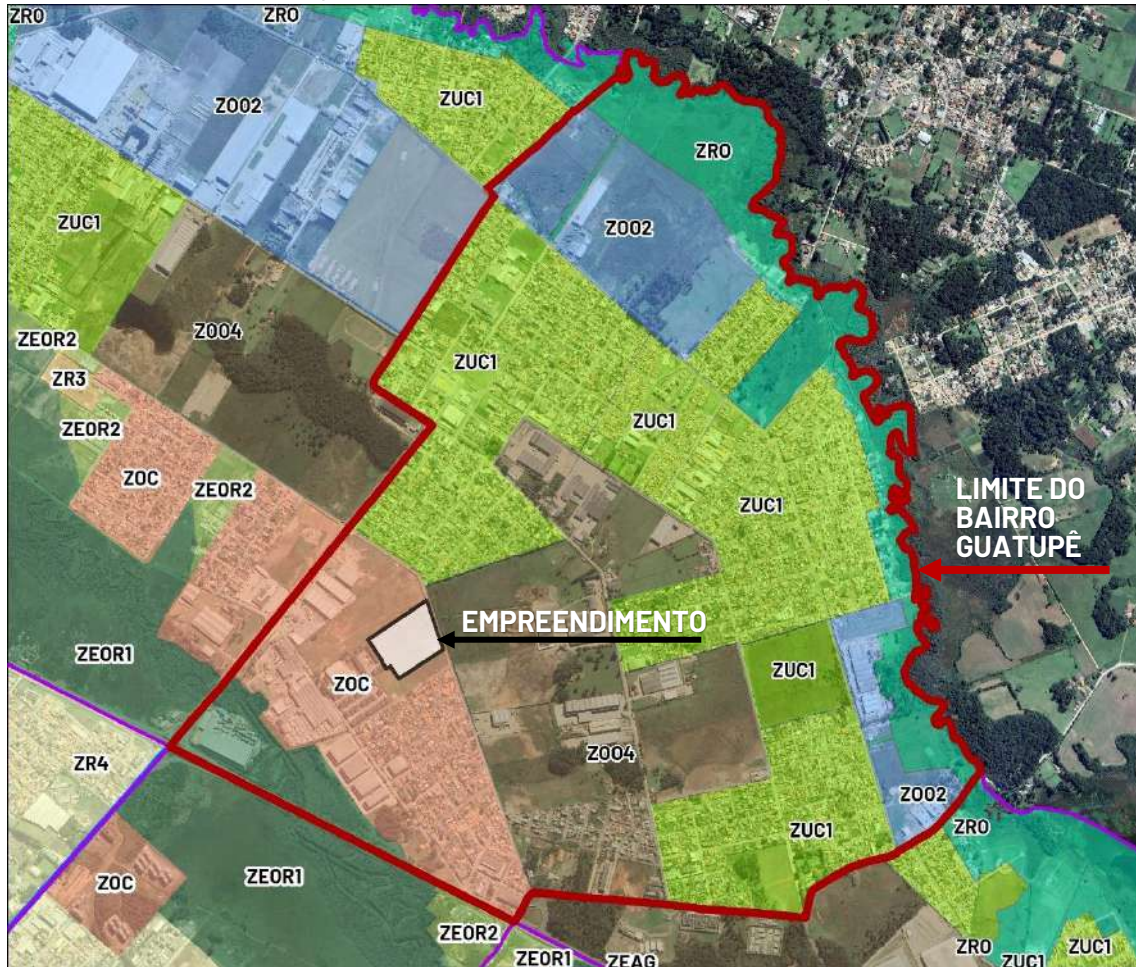 ZRO
ZRO
ZUC1
ZOO2
ZRO
ZUC1
ZOO2
ZOO4
ZEOR2
ZR3
ZUC1
ZEOR2
ZUC1
ZOC
ZEOR2
ZUC1
LIMITE DO
BAIRRO
GUATUPÊ
EMPREENDIMENTO
ZEOR1
ZOC
ZUC1
ZR4
ZOO4
ZOO2
ZRO
ZUC1
ZOC
ZEOR1
ZEOR2
ZEOR1
ZEAG
ZRO
ZUC1
ZUC1